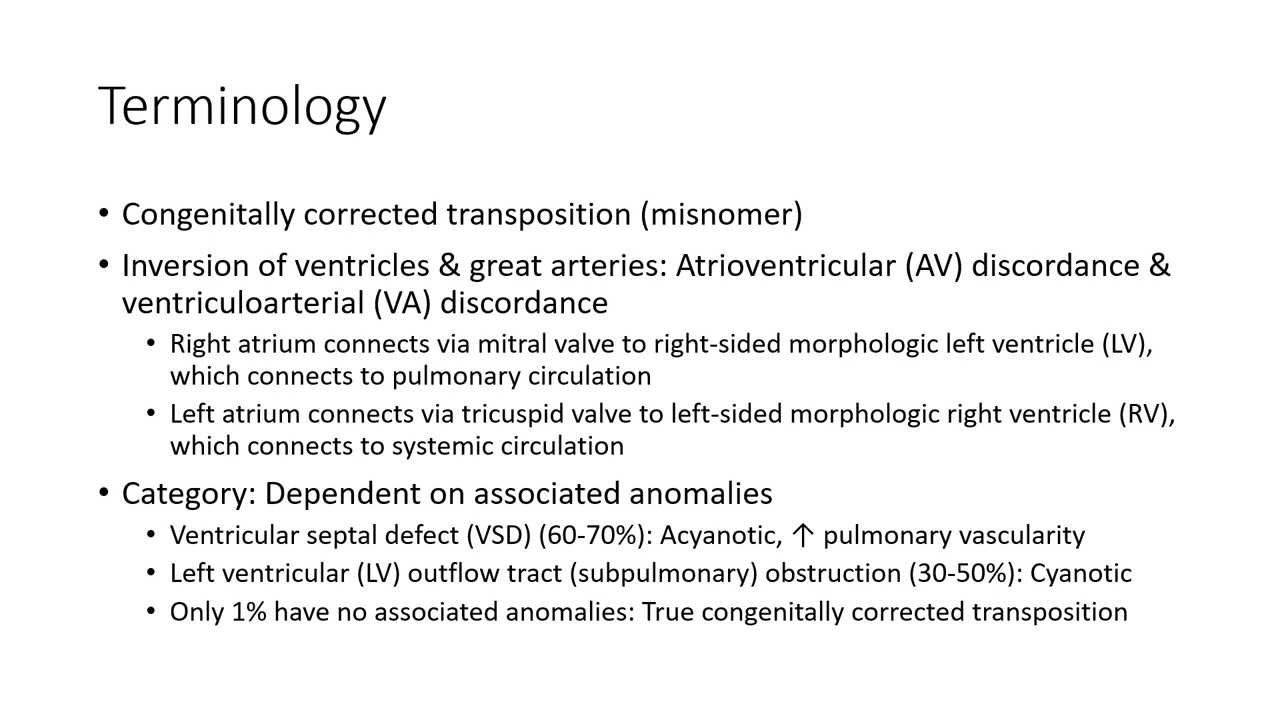 Terminology
• Congenitally corrected transposition (misnomer)
• Inversion of ventricles & great arteries: Atrioventricular (AV) discordance &
ventriculoarterial (VA) discordance
• Right atrium connects via mitral valve to right-sided morphologic left ventricle (LV),
which connects to pulmonary circulation
• Left atrium connects via tricuspid valve to left-sided morphologic right ventricle (RV),
which connects to systemic circulation
• Category: Dependent on associated anomalies
• Ventricular septal defect (VSD) (60-70%): Acyanotic, ↑ pulmonary vascularity
• Left ventricular (LV) outflow tract (subpulmonary) obstruction (30-50%): Cyanotic
• Only 1% have no associated anomalies: True congenitally corrected transposition